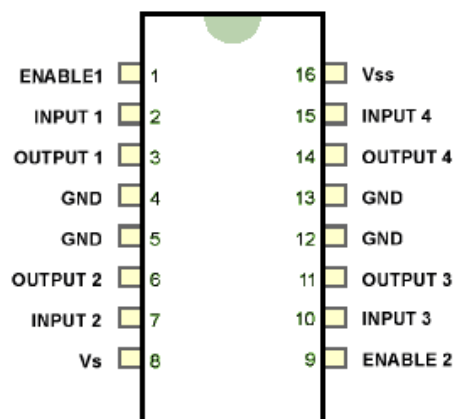 ENABLE1 1 16 Vss
INPUT 1 2 15 INPUT 4
OUTPUT 1 3 14 OUTPUT 4
GND 4 13 GND
GND 5 12 GND
OUTPUT 2 6 11 OUTPUT 3
INPUT 2 7 10 INPUT 3
Vs 8 9 ENABLE 2